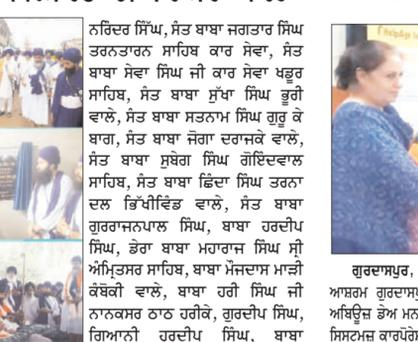 ਨਰਿੰਦਰ ਸਿੰਘ, ਸੰਤ ਬਾਬਾ ਜਗਤਾਰ ਸਿੰਘ
ਤਰਨਤਾਰਨ ਸਾਹਿਬ ਕਾਰ ਸੇਵਾ, ਸੰਤ
ਬਾਬਾ ਸੇਵਾ ਸਿੰਘ ਜੀ ਕਾਰ ਸੇਵਾ ਖਡੂਰ
ਸਾਹਿਬ, ਸੰਤ ਬਾਬਾ ਸੁੱਖਾ ਸਿੰਘ ਭੂਰੀ
ਵਾਲੇ, ਸੰਤ ਬਾਬਾ ਸਤਨਾਮ ਸਿੰਘ ਗੁਰੂ ਕੇ
ਬਾਗ, ਸੰਤ ਬਾਬਾ ਜੋਗਾ ਦਰਾਜਕੇ ਵਾਲੇ,
ਸੰਤ ਬਾਬਾ ਸੁਬੇਗ ਸਿੰਘ ਗੋਇੰਦਵਾਲ
ਸਾਹਿਬ, ਸੰਤ ਬਾਬਾ ਛਿੰਦਾ ਸਿੰਘ ਤਰਨਾ
ਦਲ ਭਿੱਖੀਵਿੰਡ ਵਾਲੇ, ਸੰਤ ਬਾਬਾ
ਗੁਰਰਾਜਨਪਾਲ ਸਿੰਘ, ਬਾਬਾ ਹਰਦੀਪ
ਸਿੰਘ, ਡੇਰਾ ਬਾਬਾ ਮਹਾਰਾਜ ਸਿੰਘ ਸ੍ਰੀ
ਅੰਮ੍ਰਿਤਸਰ ਸਾਹਿਬ, ਬਾਬਾ ਮੌਜਦਾਸ ਮਾੜੀ
ਕੰਬੋਕੀ ਵਾਲੇ, ਬਾਬਾ ਹਰੀ ਸਿੰਘ ਜੀ
ਨਾਨਕਸਰ ਠਾਠ ਹਰੀਕੇ, ਗੁਰਦੀਪ ਸਿੰਘ,
ਗਿਆਨੀ ਹਰਦੀਪ ਸਿੰਘ, ਬਾਬਾ
ਗੁਰਦਾਸਪੁਰ,
ਆਸ਼ਰਮ ਗੁਰਦਾਸਪੁ
ਅਬਿਊਜ਼ ਡੇਅ ਮਨ
ਸਿਸਟਮਜ਼ ਕਾਰਪੋਰੇ